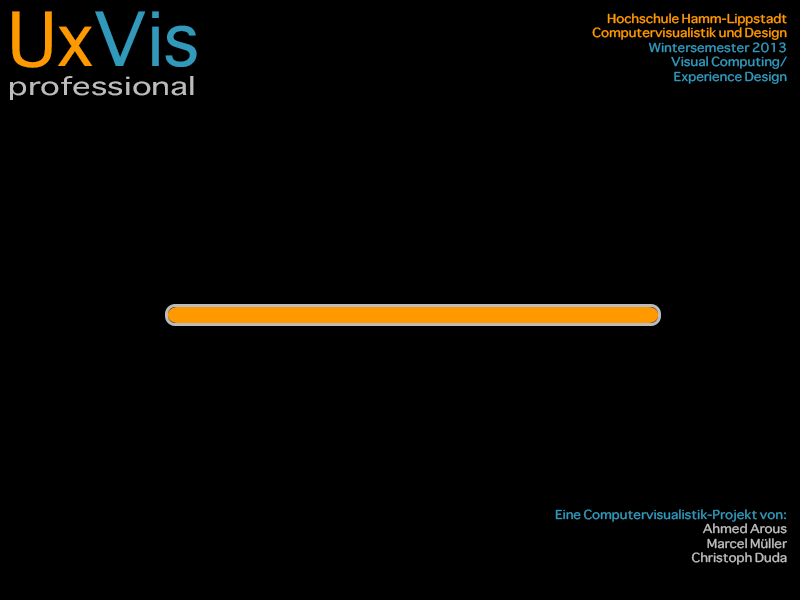 UxVis
professional
Hochschule Hamm-Lippstadt
Computervisualistik und Design
Wintersemester 2013
Visual Computing/
Experience Design
Eine Computervisualistik-Projekt von:
Ahmed Arous
Marcel Müller
Christoph Duda